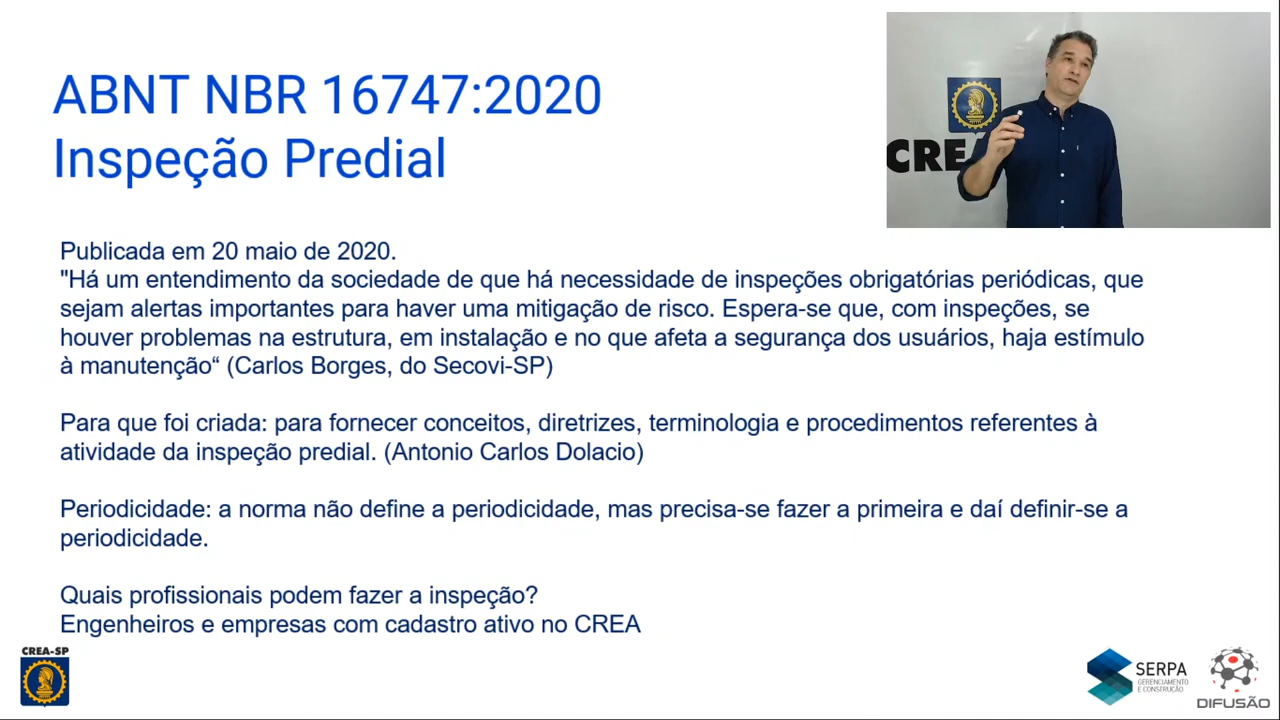 ABNT NBR 16747:2020
Inspeção Predial
CREA
Publicada em 20 maio de 2020.
"Há um entendimento da sociedade de que há necessidade de inspeções obrigatórias periódicas, que
sejam alertas importantes para haver uma mitigação de risco. Espera-se que, com inspeções, se
houver problemas na estrutura, em instalação e no que afeta a segurança dos usuários, haja estímulo
à manutenção“ (Carlos Borges, do Secovi-SP)
Para que foi criada: para fornecer conceitos, diretrizes, terminologia e procedimentos referentes à
atividade da inspeção predial. (Antonio Carlos Dolacio)
Periodicidade: a norma não define a periodicidade, mas precisa-se fazer a primeira e daí definir-se a
periodicidade.
Quais profissionais podem fazer a inspeção?
Engenheiros e empresas com cadastro ativo no CREA
CREA-SP
SERPA
GERENCIAMENTO
E CONSTRUÇÃO
DIFUSÃO